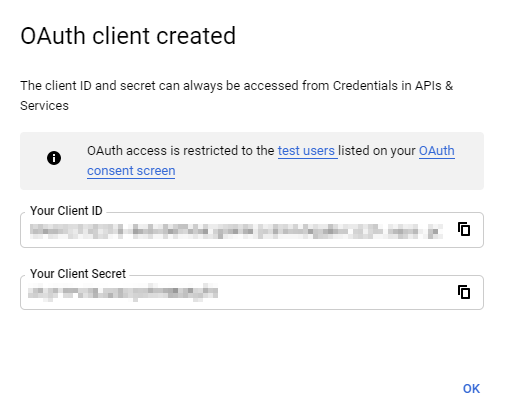 OAuth client created
The client ID and secret can always be accessed from Credentials in APIs &
Services
OAuth access is restricted to the test users listed on your OAuth
consent screen
Your Client ID
Your Client Secret
OK